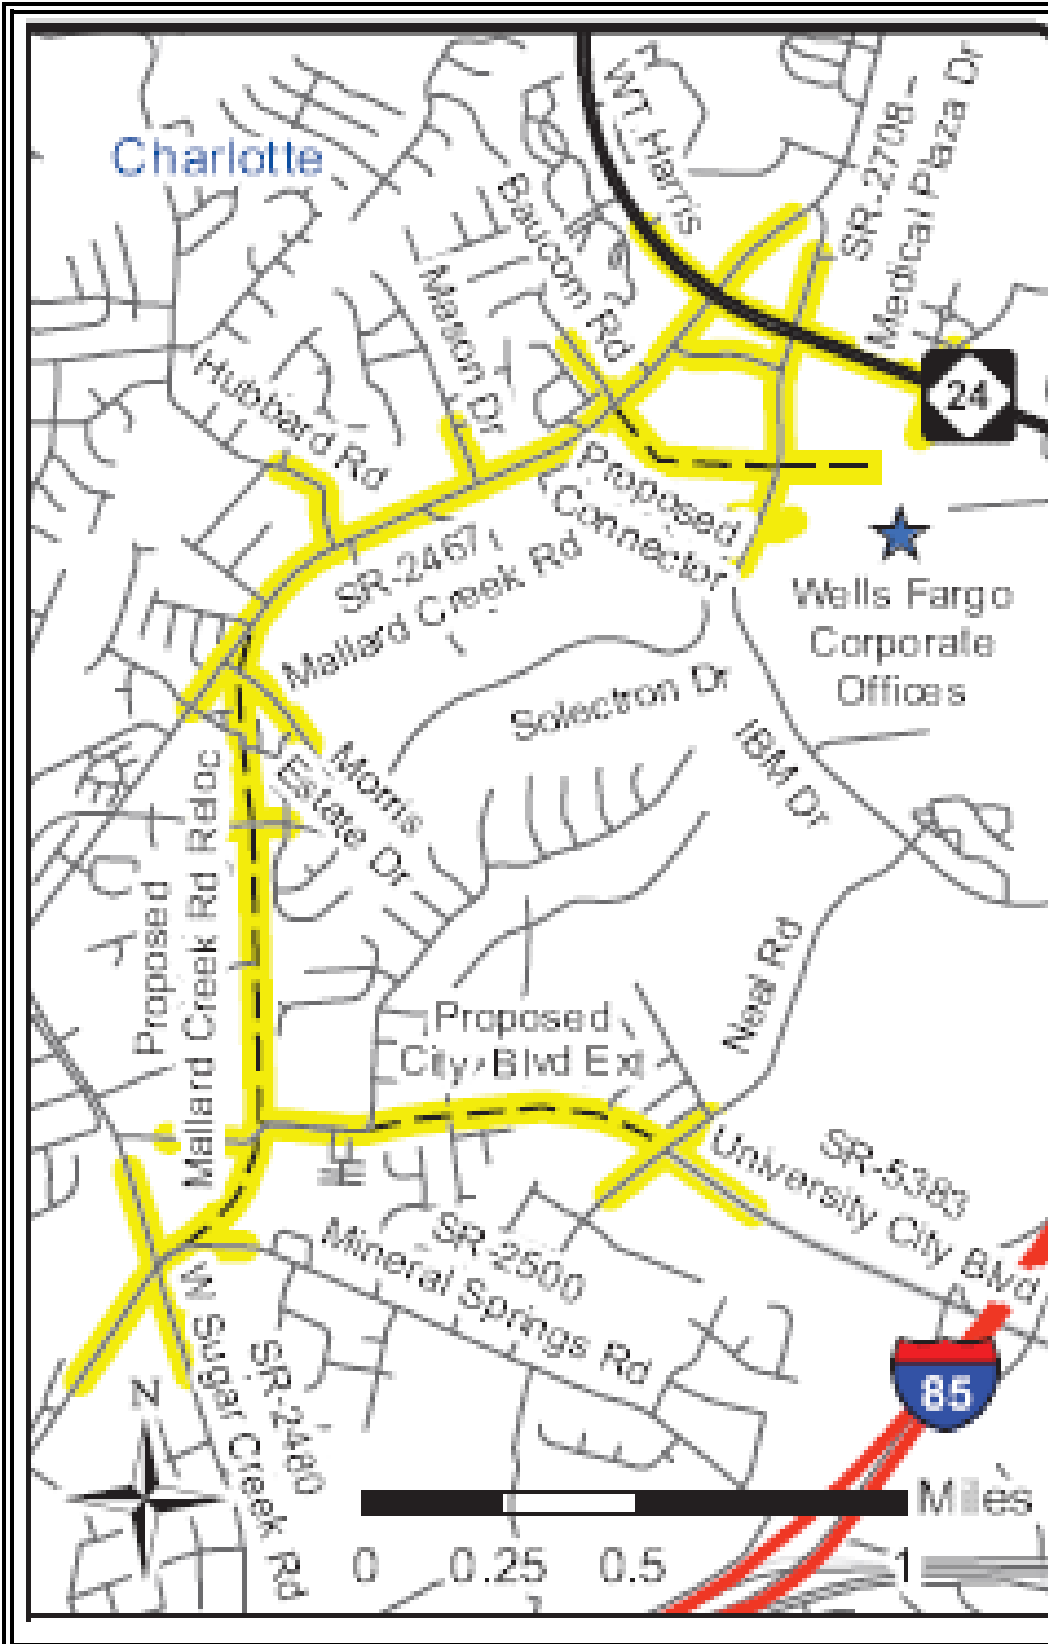 Charlotte
WT Harris
SR-2708 -
Medical Plaza Dr
Baucom Rd
Mason Dr
Hubbard Rd
24
Proposed
Connector
SR-2467
Mallard Creek Rd
Wells Fargo
Corporate
Offices
Solectron Dr
IBM Dr
Morris
Estate Dr
Proposed
Mallard Creek Rd Reloc
Neal Rd
Proposed
City Blvd Ext
SR-5383
University City Blvd
SR-2500
Mineral Springs Rd
W Sugar Creek Rd
SR-2480
85
N
Miles
0 0.25 0.5 1